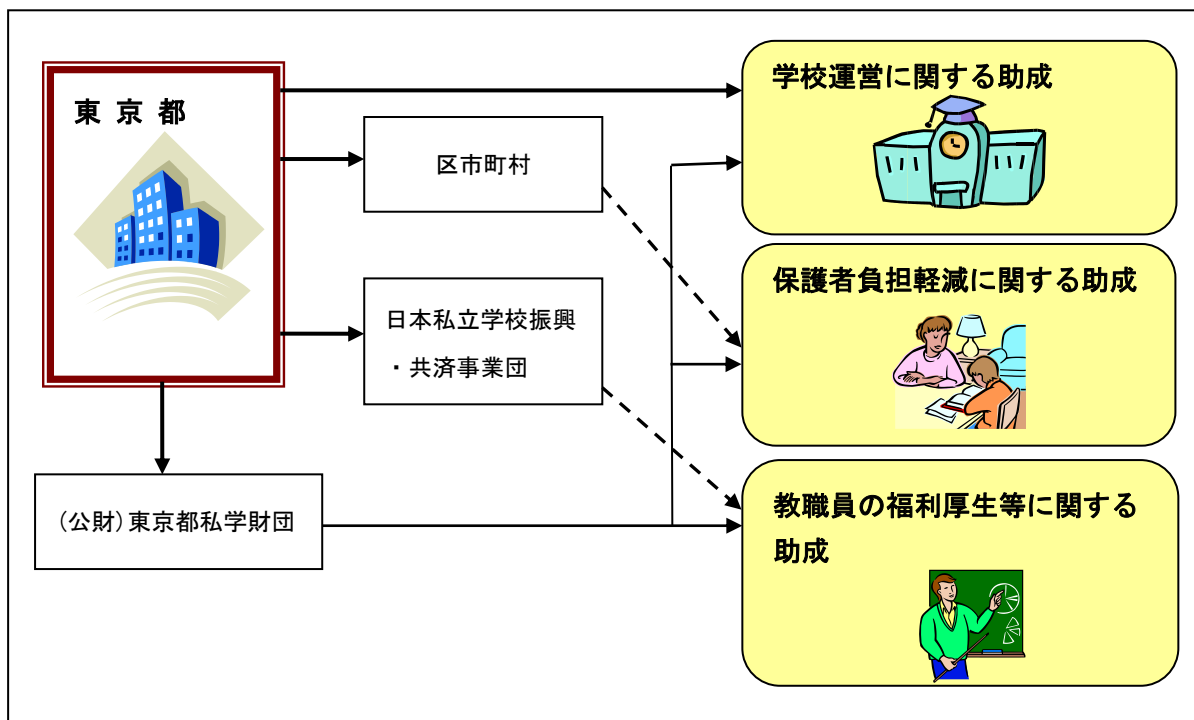 東 京 都
区市町村
日本私立学校振興
・共済事業団
(公財)東京都私学財団
学校運営に関する助成
保護者負担軽減に関する助成
教職員の福利厚生等に関する
助成